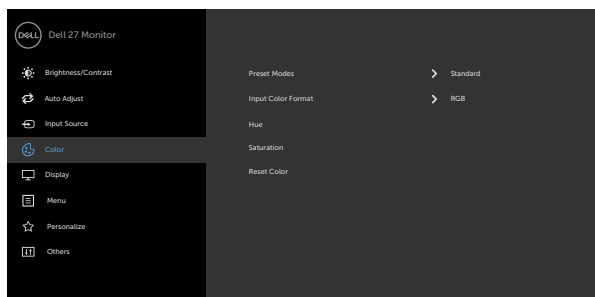 DELL Dell 27 Monitor
Brightness/Contrast
Auto Adjust
Input Source
Color
Display
Menu
Personalize
Others
Preset Modes Standard
Input Color Format RGB
Hue
Saturation
Reset Color